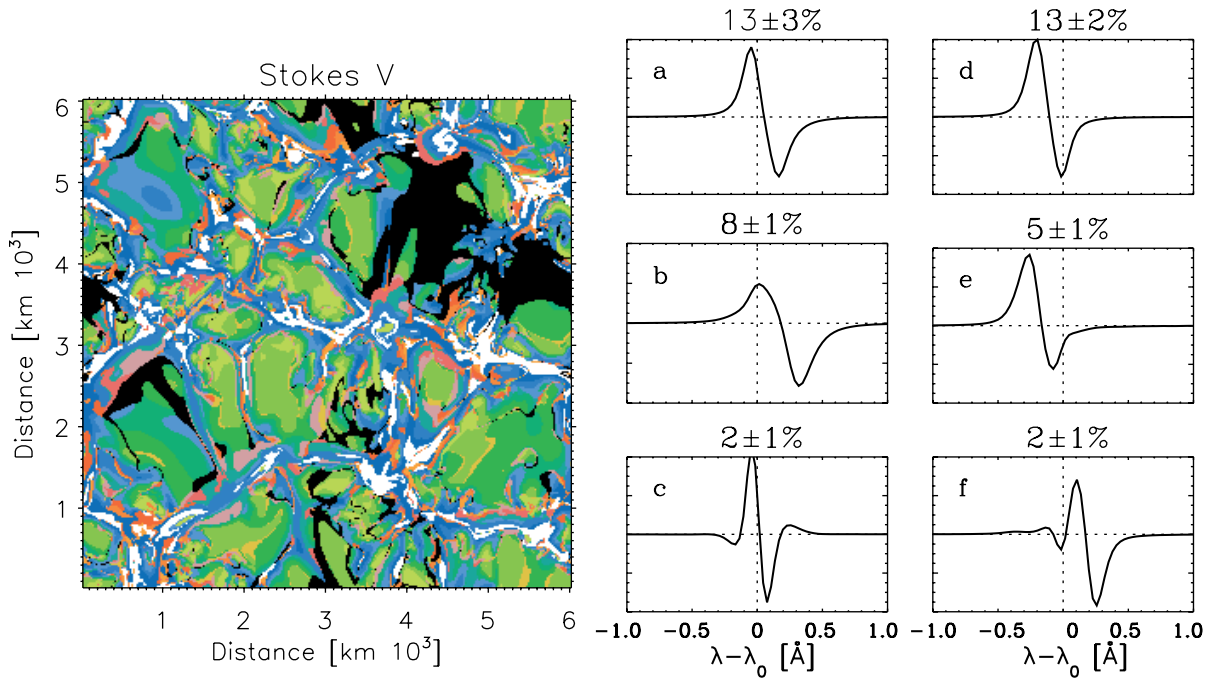 Stokes V
6
5
4
3
2
1
Distance [km 10³]
1 2 3 4 5 6
Distance [km 10³]
13±3%
a
13±2%
d
8±1%
b
5±1%
e
2±1%
c
2±1%
f
−1.0 −0.5 0 0.5 1.0
λ−λ₀ [Å]
−1.0 −0.5 0 0.5 1.0
λ−λ₀ [Å]